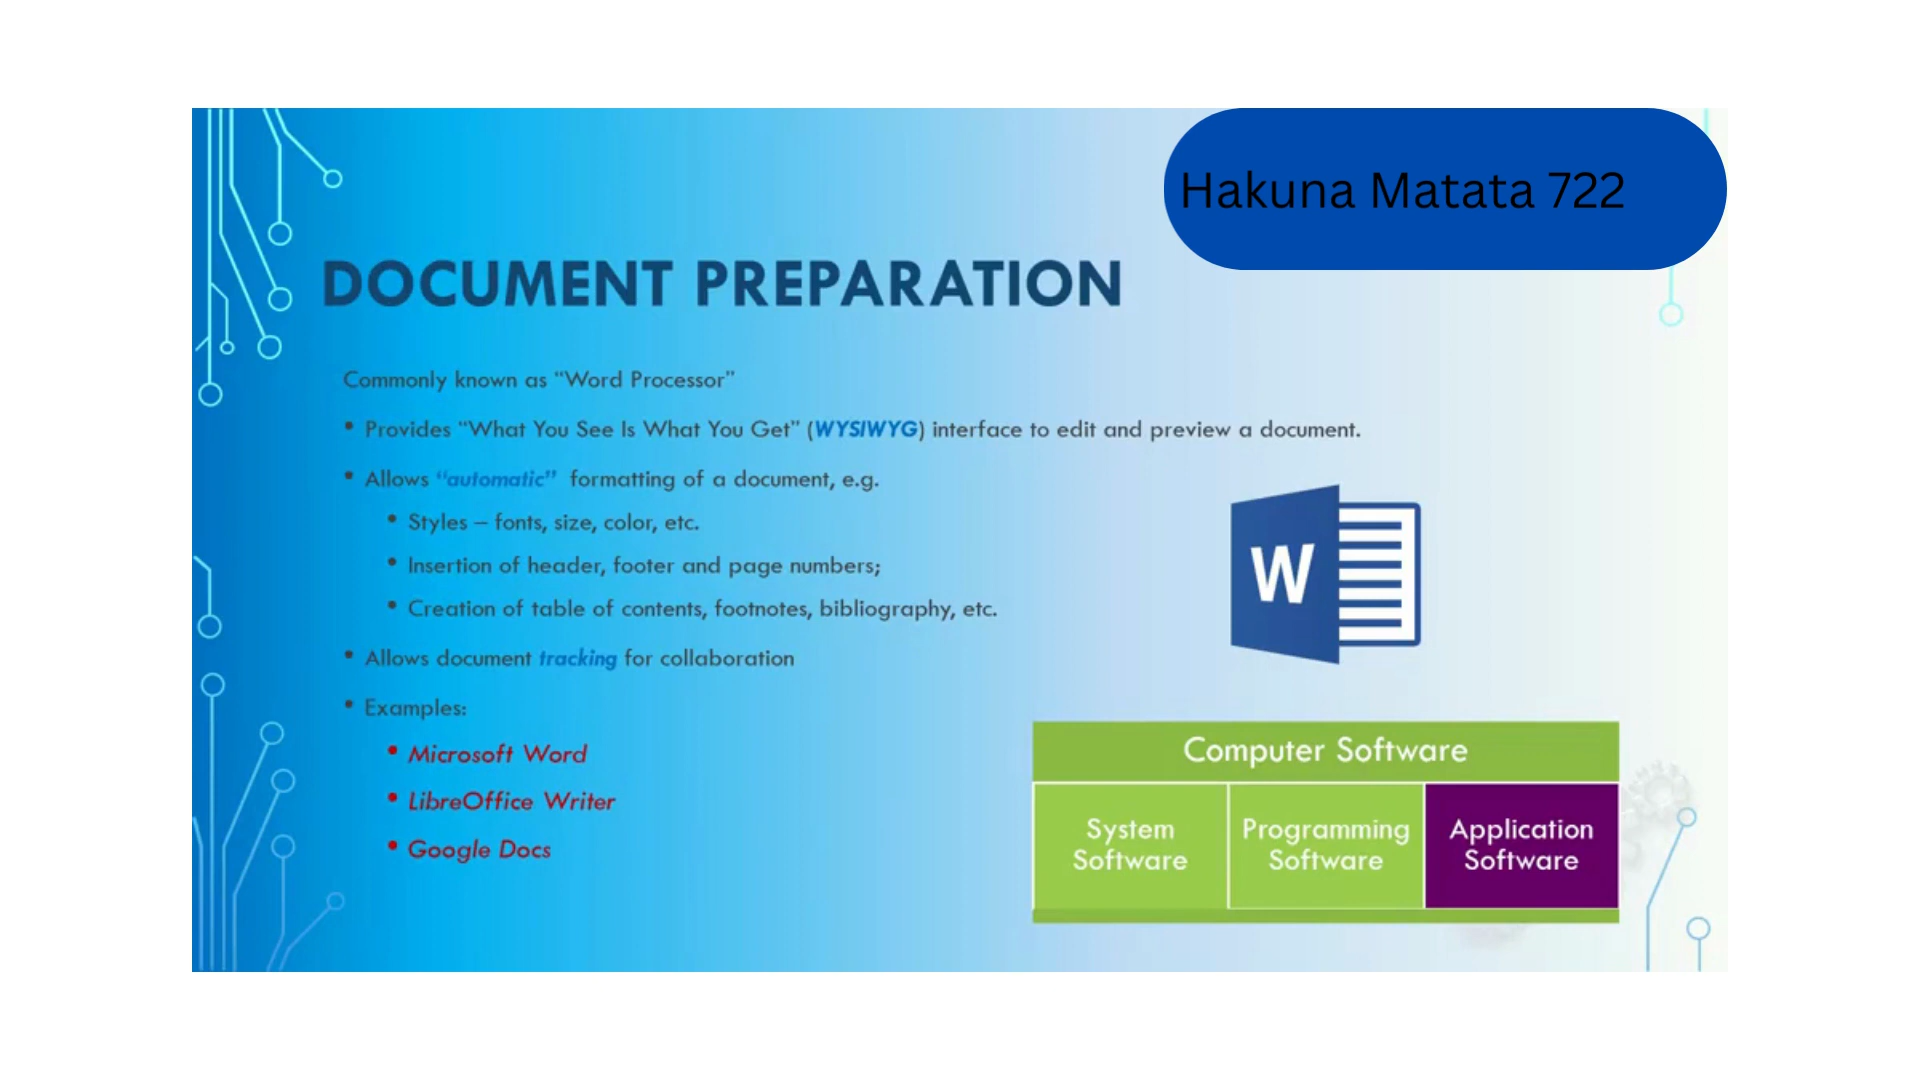 Hakuna Matata 722
DOCUMENT PREPARATION
Commonly known as “Word Processor”
• Provides “What You See Is What You Get” (WYSIWYG) interface to edit and preview a document.
• Allows “automatic” formatting of a document, e.g.
• Styles – fonts, size, color, etc.
• Insertion of header, footer and page numbers;
• Creation of table of contents, footnotes, bibliography, etc.
• Allows document tracking for collaboration
• Examples:
• Microsoft Word
• LibreOffice Writer
• Google Docs
W
Computer Software
System
Software
Programming
Software
Application
Software